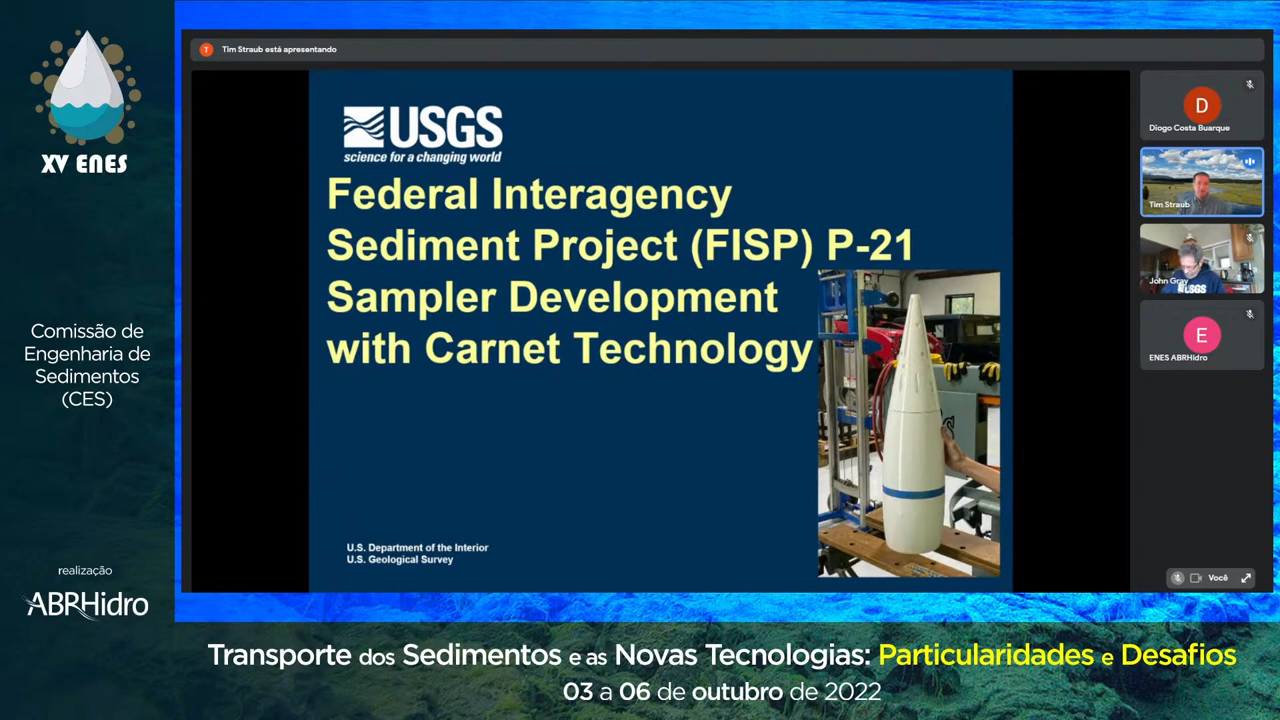 XV ENES
Comissão de
Engenharia de
Sedimentos
(CES)
realização
ABRHidro
T
Tim Straub está apresentando
USGS
science for a changing world
Federal Interagency
Sediment Project (FISP) P-21
Sampler Development
with Carnet Technology
U.S. Department of the Interior
U.S. Geological Survey
D
Diogo Costa Buarque
Tim Straub
John Gray
USGS
E
ENES ABRHidro
Você
Transporte dos Sedimentos e as Novas Tecnologias: Particularidades e Desafios
03 a 06 de outubro de 2022